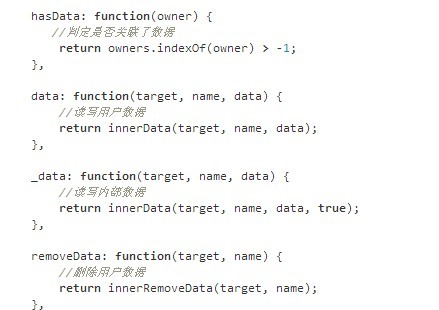 hasData: function(owner) {
//判定是否关联了数据
return owners.indexOf(owner) > -1;
},
data: function(target, name, data) {
//读写用户数据
return innerData(target, name, data);
},
_data: function(target, name, data) {
//读写内部数据
return innerData(target, name, data, true);
},
removeData: function(target, name) {
//删除用户数据
return innerRemoveData(target, name);
},